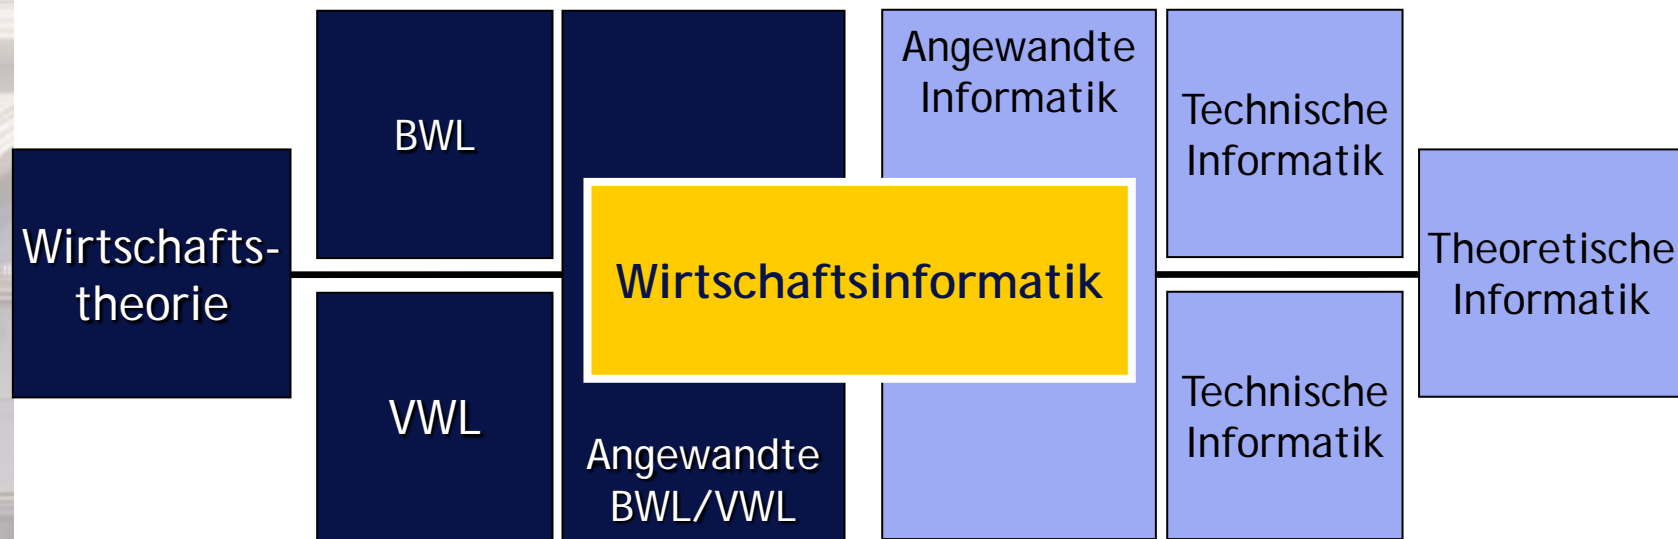 Wirtschafts-
theorie
BWL
VWL
Angewandte
BWL/VWL
Wirtschaftsinformatik
Angewandte
Informatik
Technische
Informatik
Technische
Informatik
Theoretische
Informatik